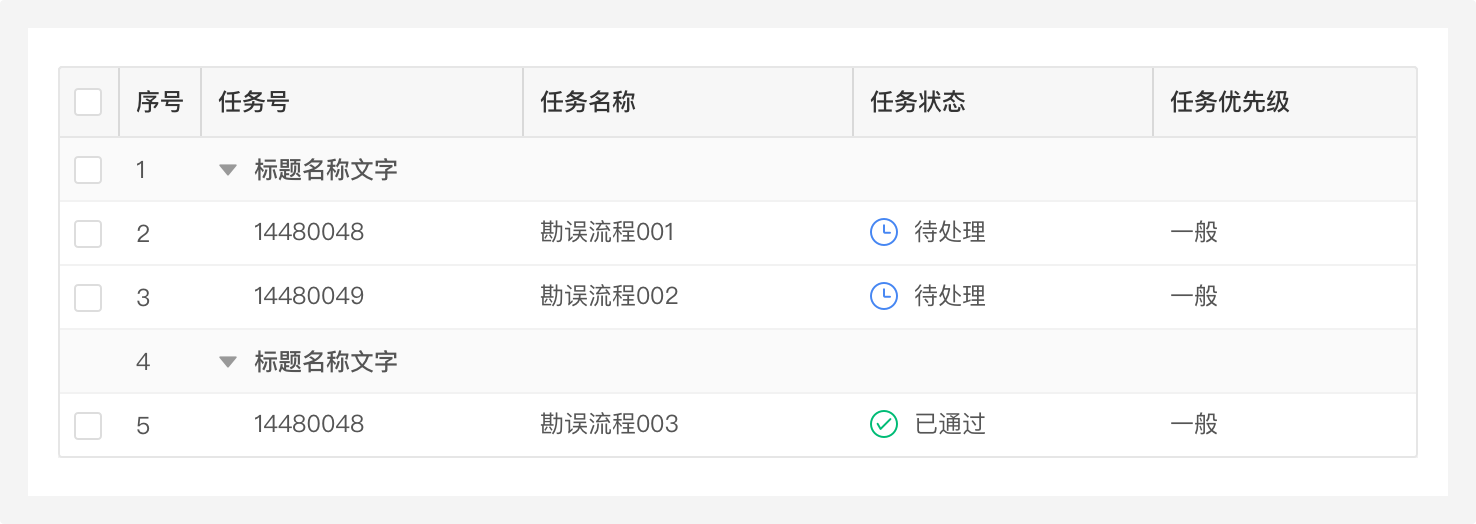 序号 任务号 任务名称 任务状态 任务优先级
1 标题名称文字
2 14480048 勘误流程001 待处理 一般
3 14480049 勘误流程002 待处理 一般
4 标题名称文字
5 14480048 勘误流程003 已通过 一般